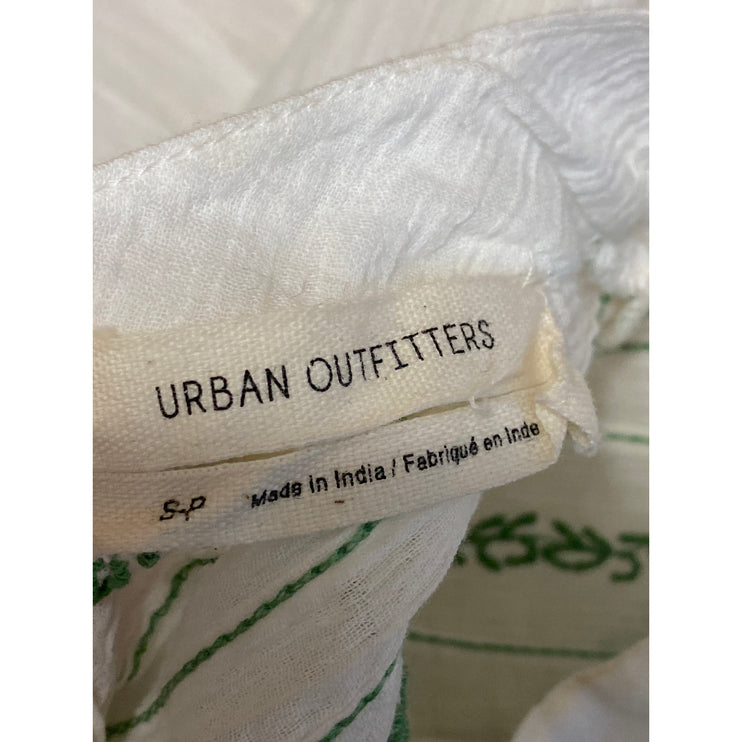 URBAN OUTFITTERS
S-P Made in India / Fabriqué en Inde